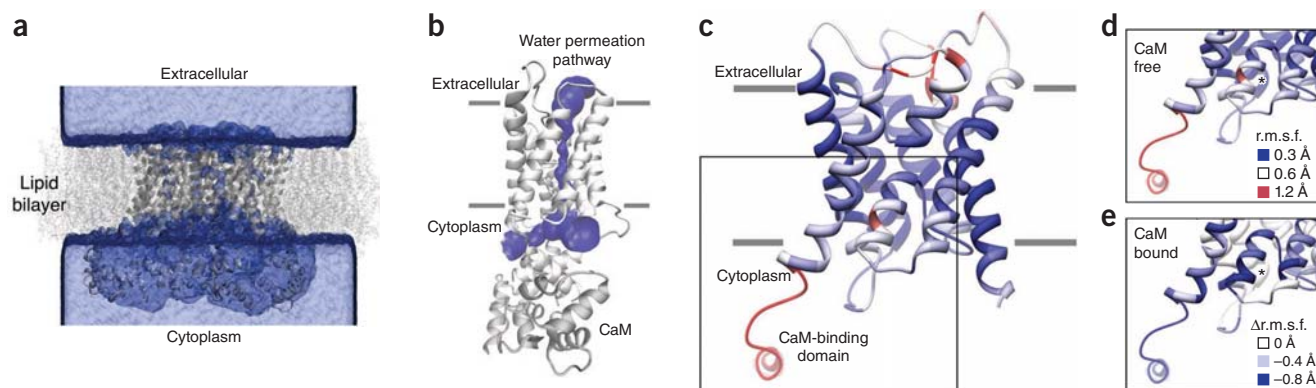 a
Extracellular
Lipid
bilayer
Cytoplasm
b
Water permeation
pathway
Extracellular
Cytoplasm
CaM
c
Extracellular
Cytoplasm
CaM-binding
domain
d
CaM
free
*
r.m.s.f.
0.3 Å
0.6 Å
1.2 Å
e
CaM
bound
*
Δr.m.s.f.
0 Å
–0.4 Å
–0.8 Å